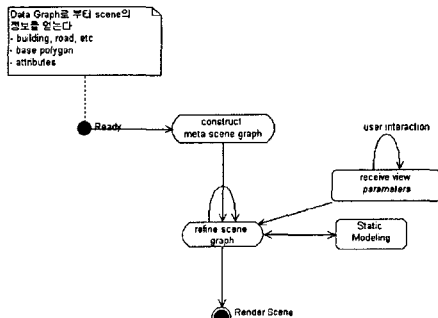 Data Graph로 부터 scene의
정보를 얻는다
- building, road, etc
- base polygon
- attributes
Ready
construct
meta scene graph
user interaction
receive view
parameters
refine scene
graph
Static
Modeling
Render Scene